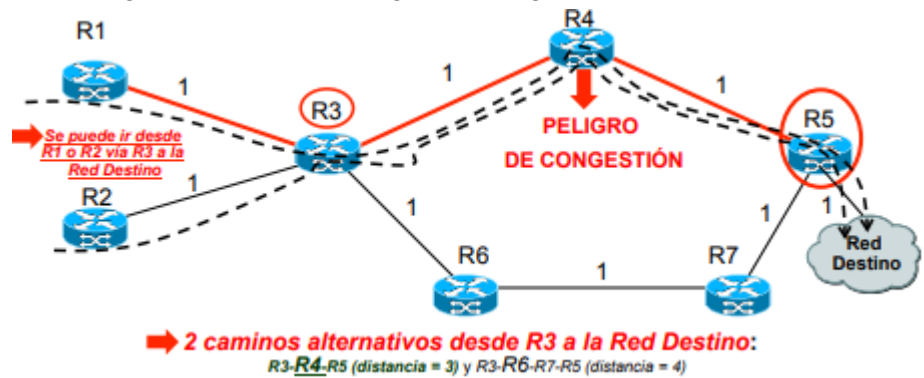 R1
R4
1
1
1
R3
R5
PELIGRO
DE CONGESTIÓN
Se puede ir desde
R1 o R2 vía R3 a la
Red Destino
R2
1
1
1
1
R6
1
R7
Red
Destino
2 caminos alternativos desde R3 a la Red Destino:
R3-R4-R5 (distancia = 3) y R3-R6-R7-R5 (distancia = 4)